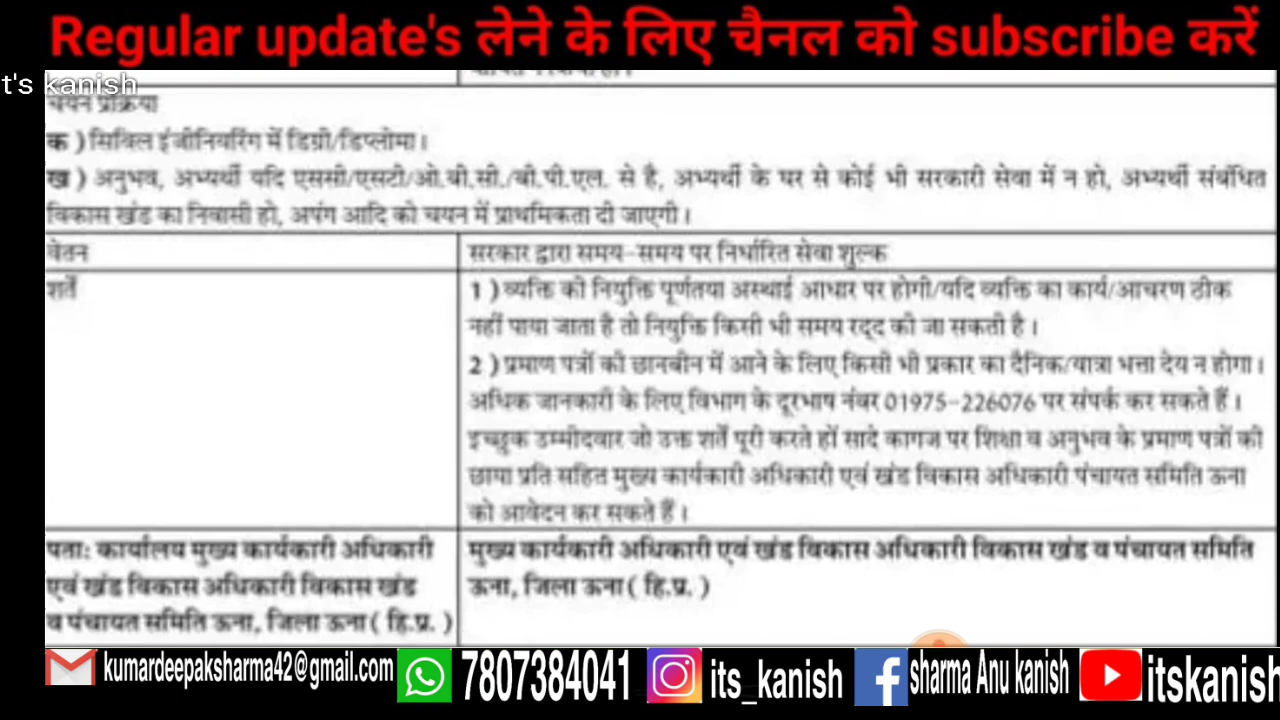 Regular update's लेने के लिए चैनल को subscribe करें
t's kanish
चयन प्रक्रिया
क ) सिविल इंजीनियरिंग में डिग्री/डिप्लोमा।
ख ) अनुभव, अभ्यर्थी यदि एससी/एसटी/ओ.बी.सी./बी.पी.एल. से है, अभ्यर्थी के घर से कोई भी सरकारी सेवा में न हो, अभ्यर्थी संबंधित
विकास खंड का निवासी हो, अपंग आदि को चयन में प्राथमिकता दी जाएगी।
वेतन
सरकार द्वारा समय-समय पर निर्धारित सेवा शुल्क
शर्तें
1 ) व्यक्ति की नियुक्ति पूर्णतया अस्थाई आधार पर होगी/यदि व्यक्ति का कार्य/आचरण ठीक
नहीं पाया जाता है तो नियुक्ति किसी भी समय रद्द की जा सकती है।
2 ) प्रमाण पत्रों की छानबीन में आने के लिए किसी भी प्रकार का दैनिक/यात्रा भत्ता देय न होगा।
अधिक जानकारी के लिए विभाग के दूरभाष नंबर 01975-226076 पर संपर्क कर सकते हैं।
इच्छुक उम्मीदवार जो उक्त शर्तें पूरी करते हों सादे कागज पर शिक्षा व अनुभव के प्रमाण पत्रों की
छाया प्रति सहित मुख्य कार्यकारी अधिकारी एवं खंड विकास अधिकारी पंचायत समिति ऊना
को आवेदन कर सकते हैं।
पता: कार्यालय मुख्य कार्यकारी अधिकारी
एवं खंड विकास अधिकारी विकास खंड
व पंचायत समिति ऊना, जिला ऊना ( हि.प्र. )
मुख्य कार्यकारी अधिकारी एवं खंड विकास अधिकारी विकास खंड व पंचायत समिति
ऊना, जिला ऊना ( हि.प्र. )
kumardeepaksharma42@gmail.com
7807384041
its_kanish
sharma Anu kanish
itskanish